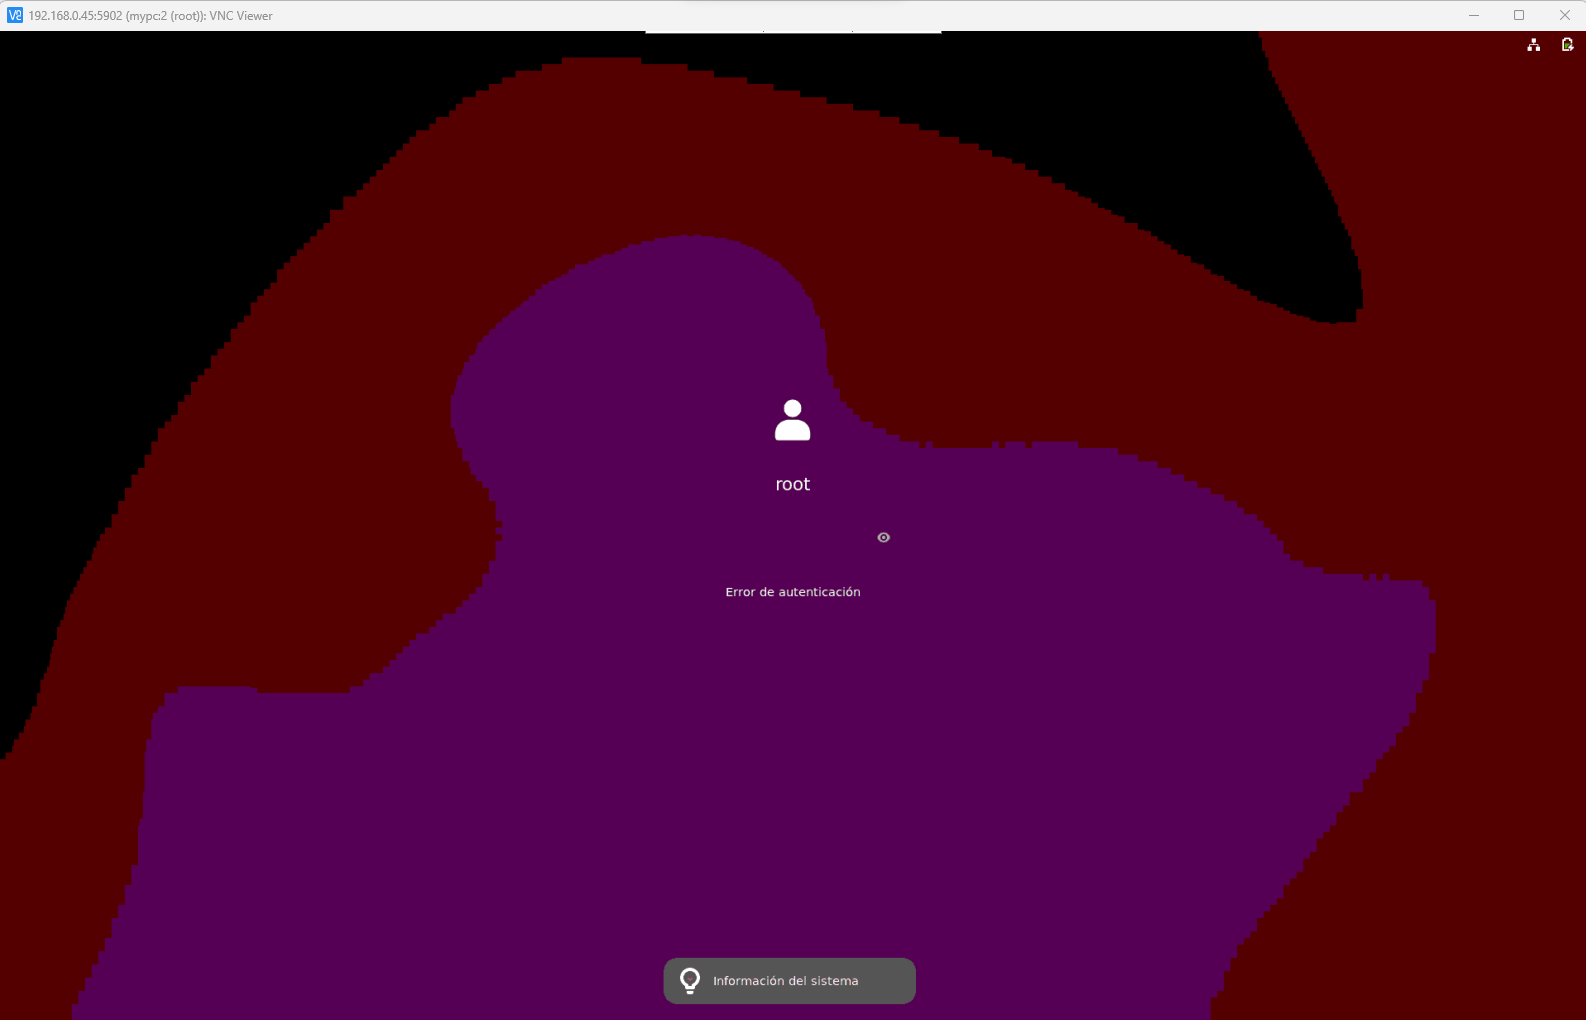 192.168.0.45:5902 (mypc:2 (root)): VNC Viewer
root
Error de autenticación
Información del sistema